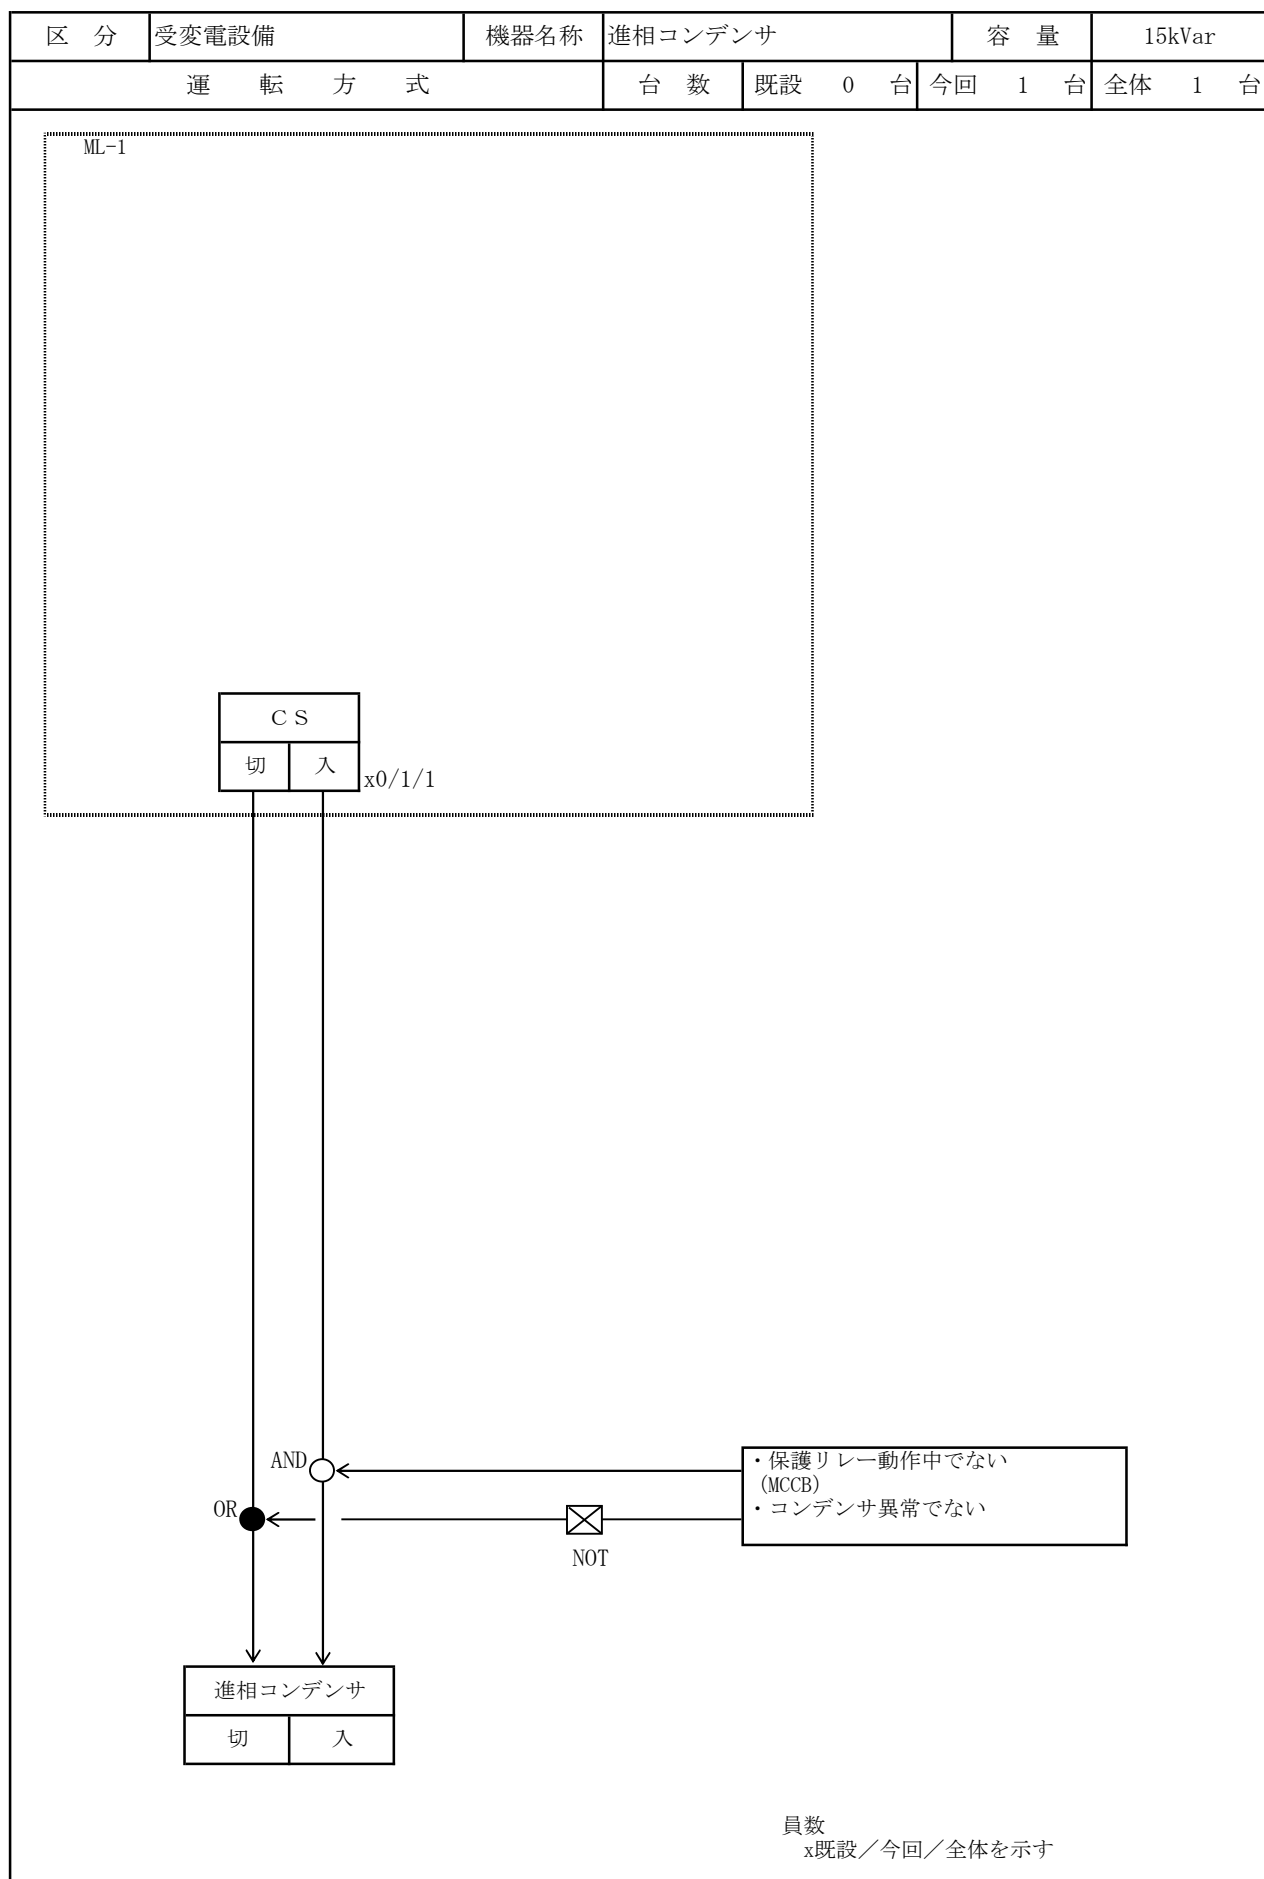 区 分 受変電設備 機器名称 進相コンデンサ 容 量 15kVar
運 転 方 式 台 数 既設 0 台 今回 1 台 全体 1 台
ML-1
ＣＳ
切 入 x0/1/1
AND
・保護リレー動作中でない
(MCCB)
・コンデンサ異常でない
OR
NOT
進相コンデンサ
切 入
員数
x既設／今回／全体を示す